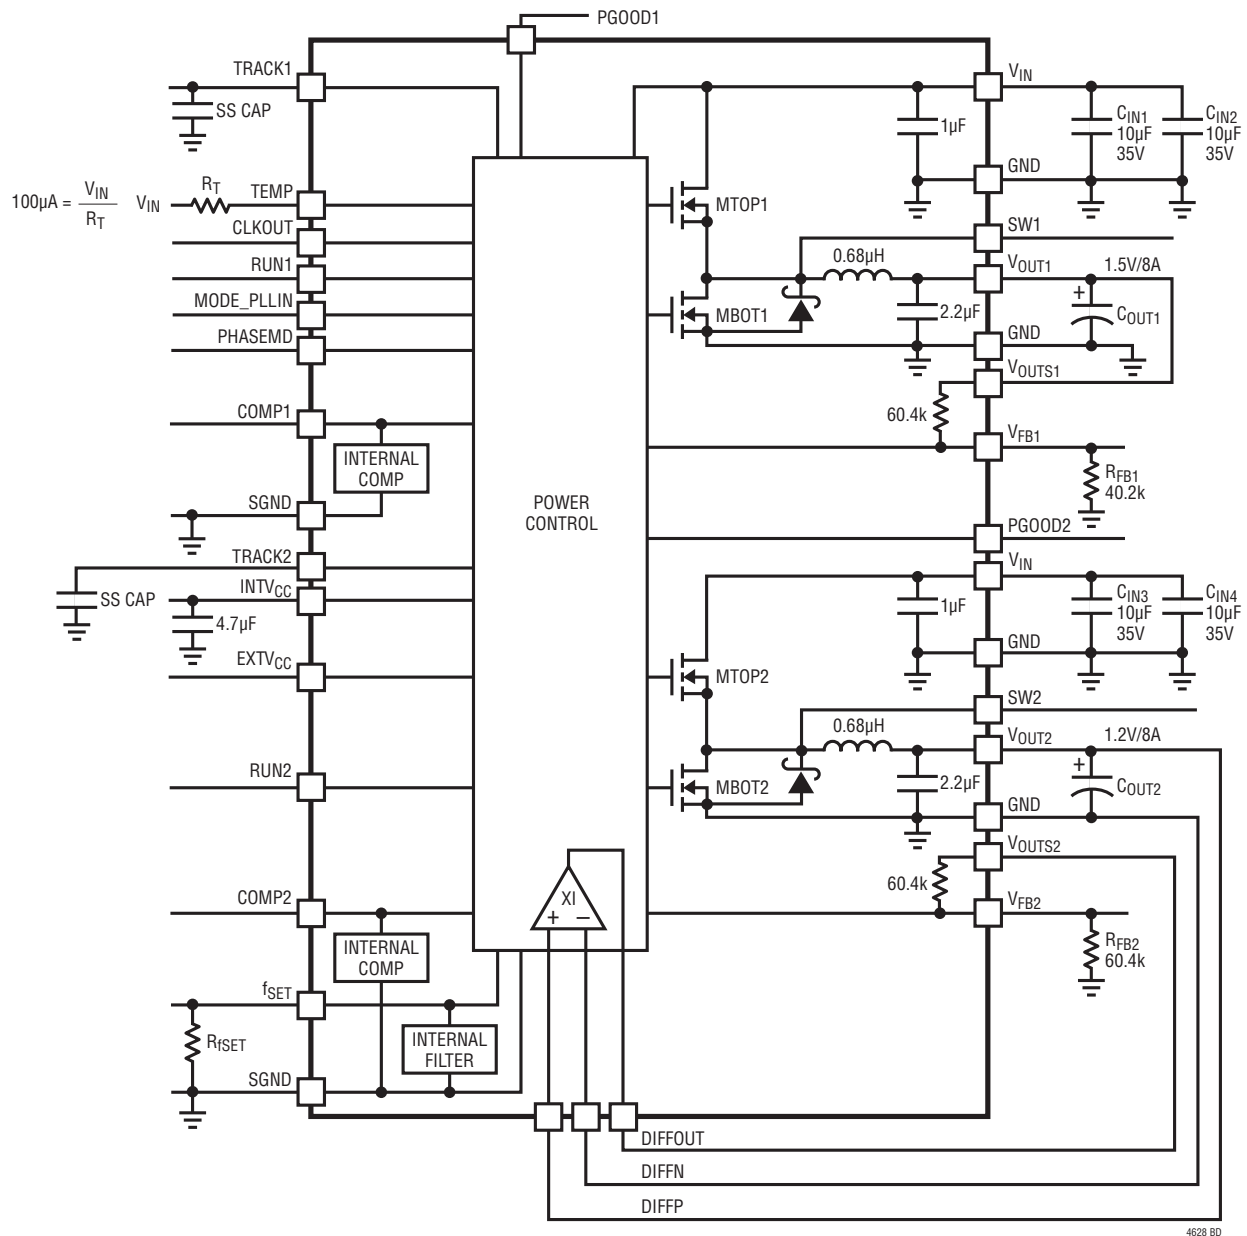 PGOOD1
TRACK1
SS CAP
100µA = VIN
RT
VIN
RT
TEMP
CLKOUT
RUN1
MODE_PLLIN
PHASEMD
COMP1
INTERNAL
COMP
SGND
TRACK2
SS CAP
INTVCC
4.7µF
EXTVCC
RUN2
COMP2
INTERNAL
COMP
fSET
RfSET
INTERNAL
FILTER
SGND
POWER
CONTROL
X1
+ –
VIN
1µF
CIN1
10µF
35V
CIN2
10µF
35V
GND
MTOP1
SW1
0.68µH
VOUT1
1.5V/8A
MBOT1
2.2µF
+
COUT1
GND
VOUTS1
60.4k
VFB1
RFB1
40.2k
PGOOD2
VIN
1µF
CIN3
10µF
35V
CIN4
10µF
35V
GND
MTOP2
SW2
0.68µH
VOUT2
1.2V/8A
MBOT2
2.2µF
+
COUT2
GND
VOUTS2
60.4k
VFB2
RFB2
60.4k
DIFFOUT
DIFFN
DIFFP
4628 BD